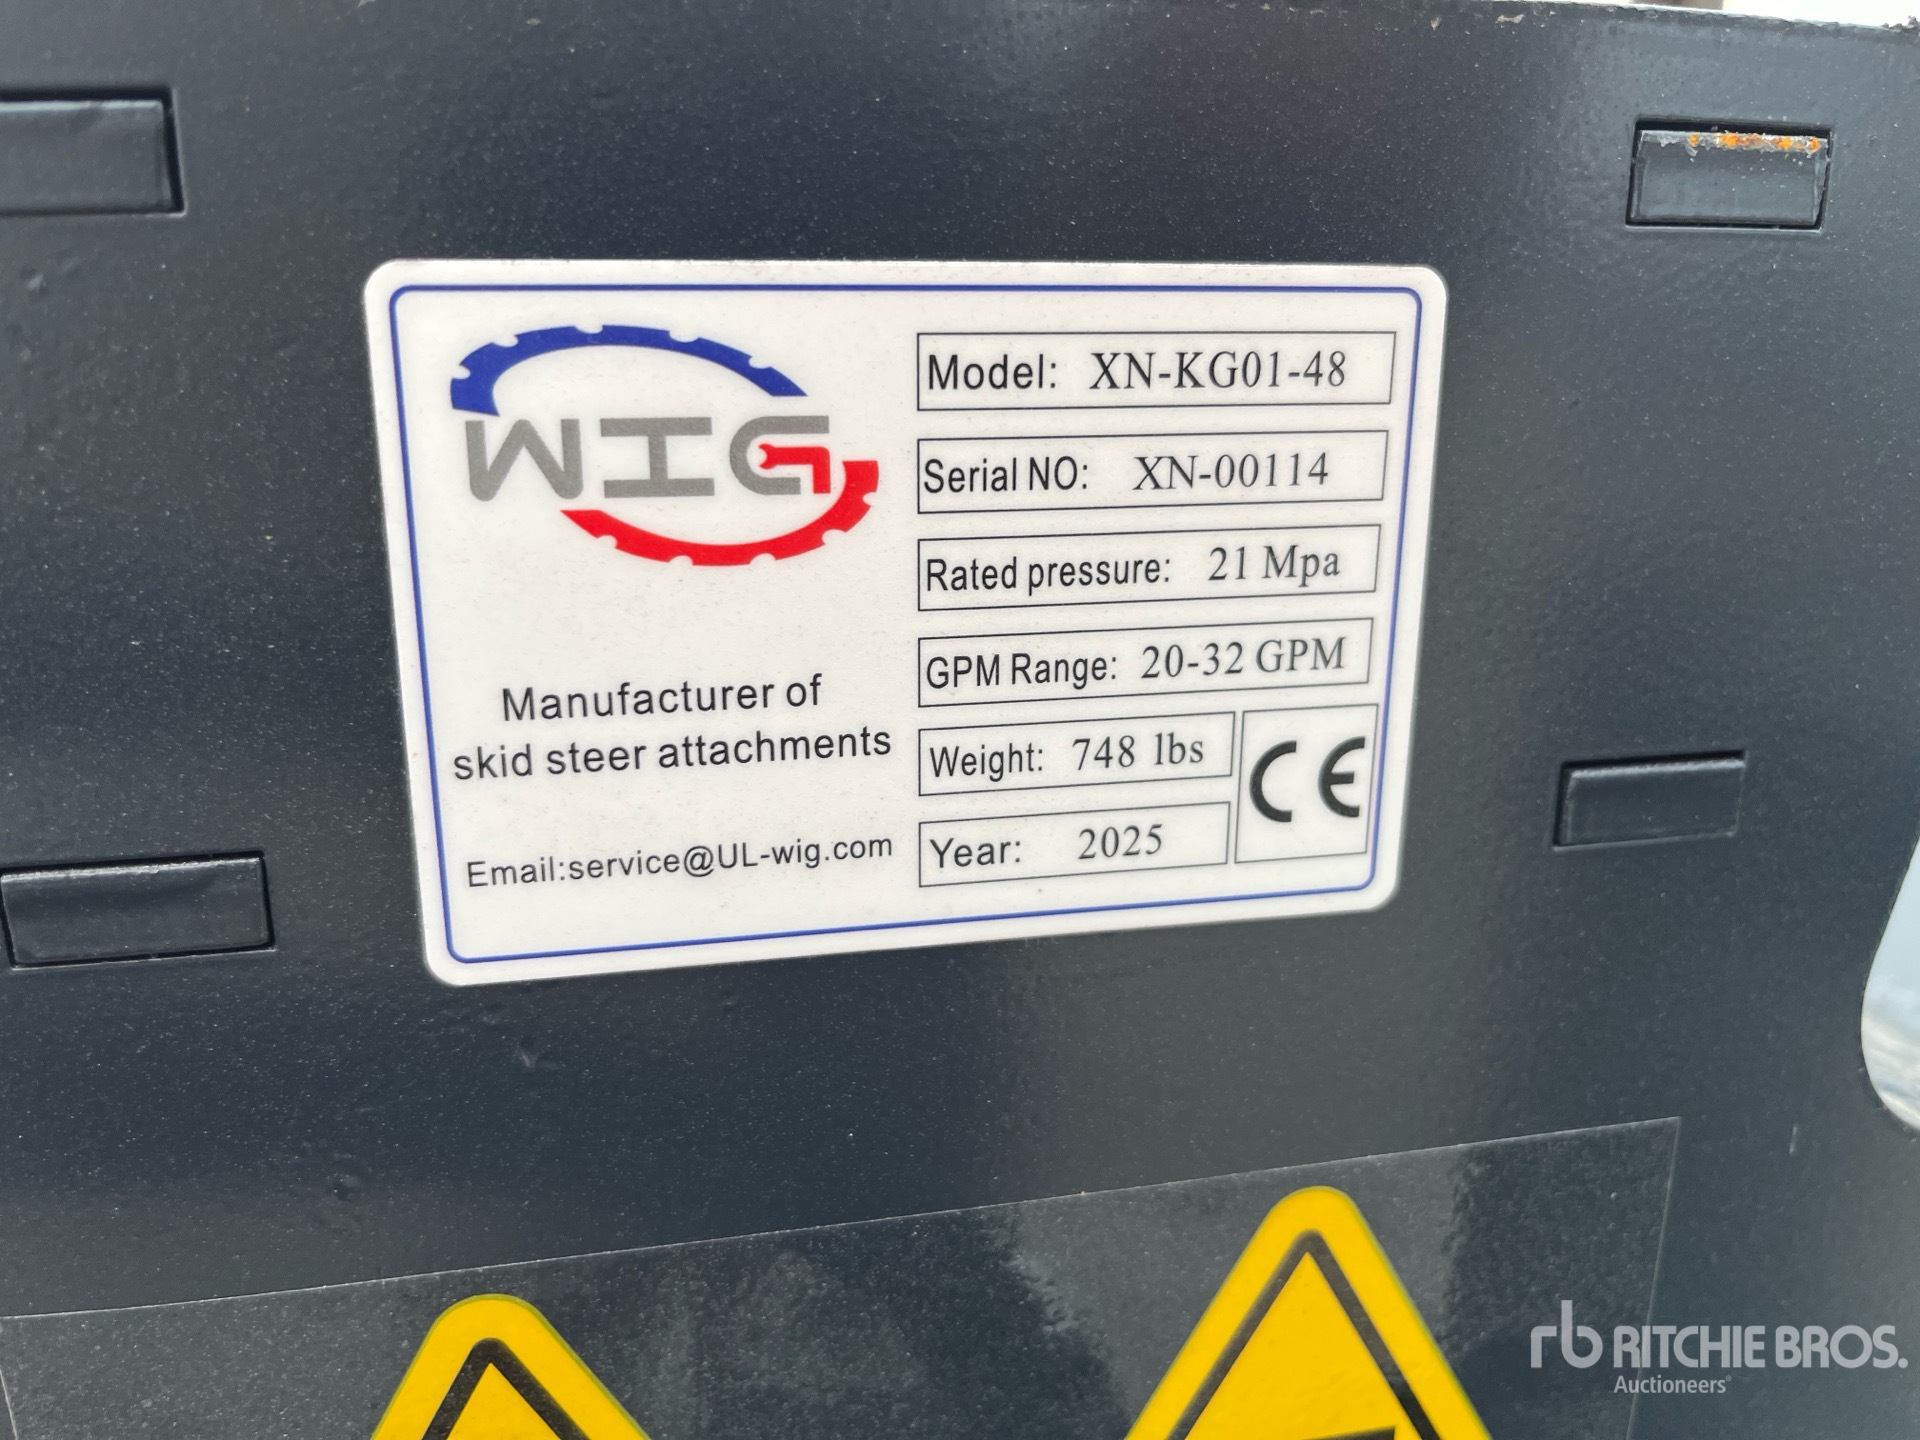 WIG
Manufacturer of
skid steer attachments
Email:service@UL-wig.com
Model: XN-KG01-48
Serial NO: XN-00114
Rated pressure: 21 Mpa
GPM Range: 20-32 GPM
Weight: 748 lbs
Year: 2025
CE
rb RITCHIE BROS.
Auctioneers